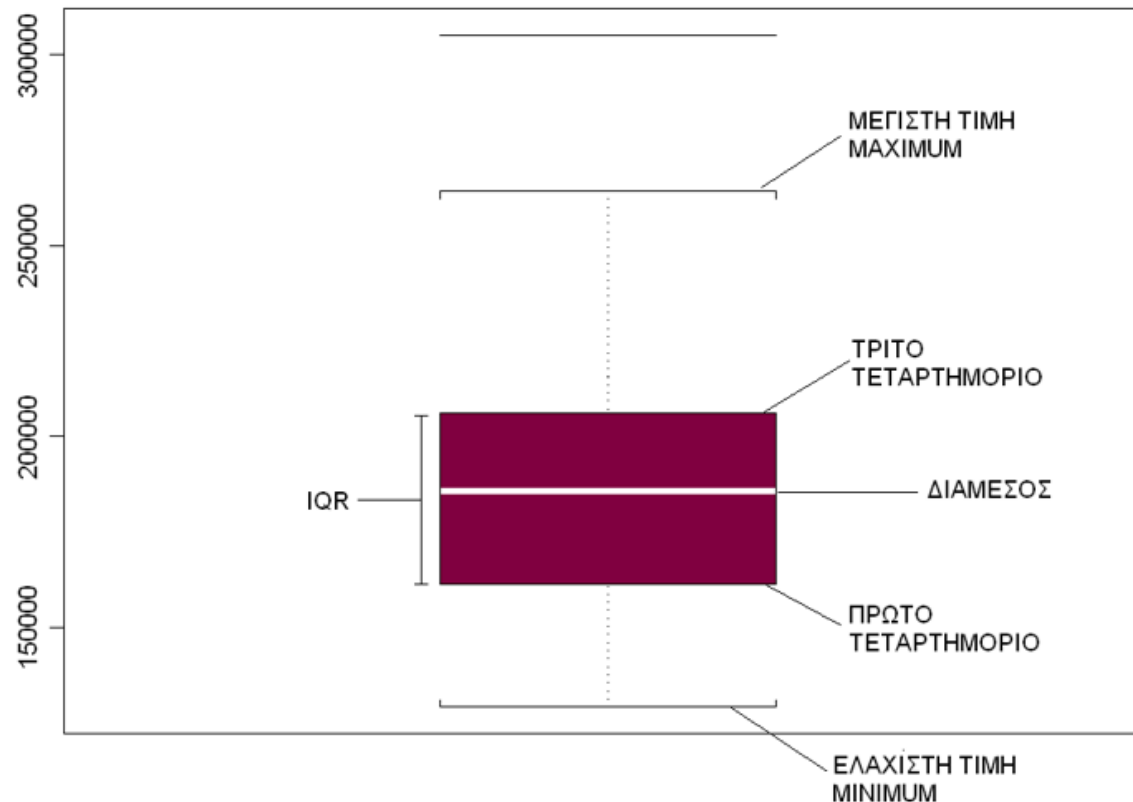 300000
250000
200000
150000
ΜΕΓΙΣΤΗ ΤΙΜΗ
MAXIMUM
ΤΡΙΤΟ
ΤΕΤΑΡΤΗΜΟΡΙΟ
IQR
ΔΙΑΜΕΣΟΣ
ΠΡΩΤΟ
ΤΕΤΑΡΤΗΜΟΡΙΟ
ΕΛΑΧΙΣΤΗ ΤΙΜΗ
MINIMUM